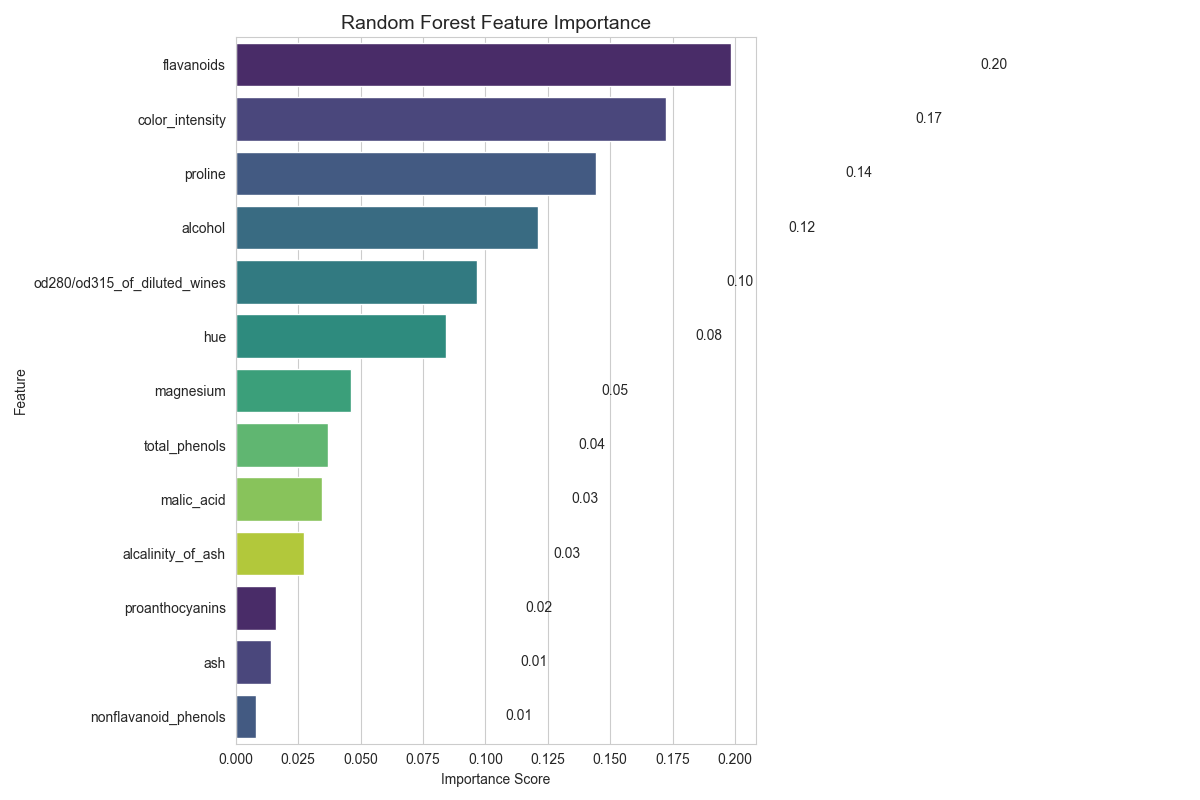 Random Forest Feature Importance
flavanoids 0.20
color_intensity 0.17
proline 0.14
alcohol 0.12
od280/od315_of_diluted_wines 0.10
hue 0.08
magnesium 0.05
total_phenols 0.04
malic_acid 0.03
alcalinity_of_ash 0.03
proanthocyanins 0.02
ash 0.01
nonflavanoid_phenols 0.01
Feature
0.000 0.025 0.050 0.075 0.100 0.125 0.150 0.175 0.200
Importance Score